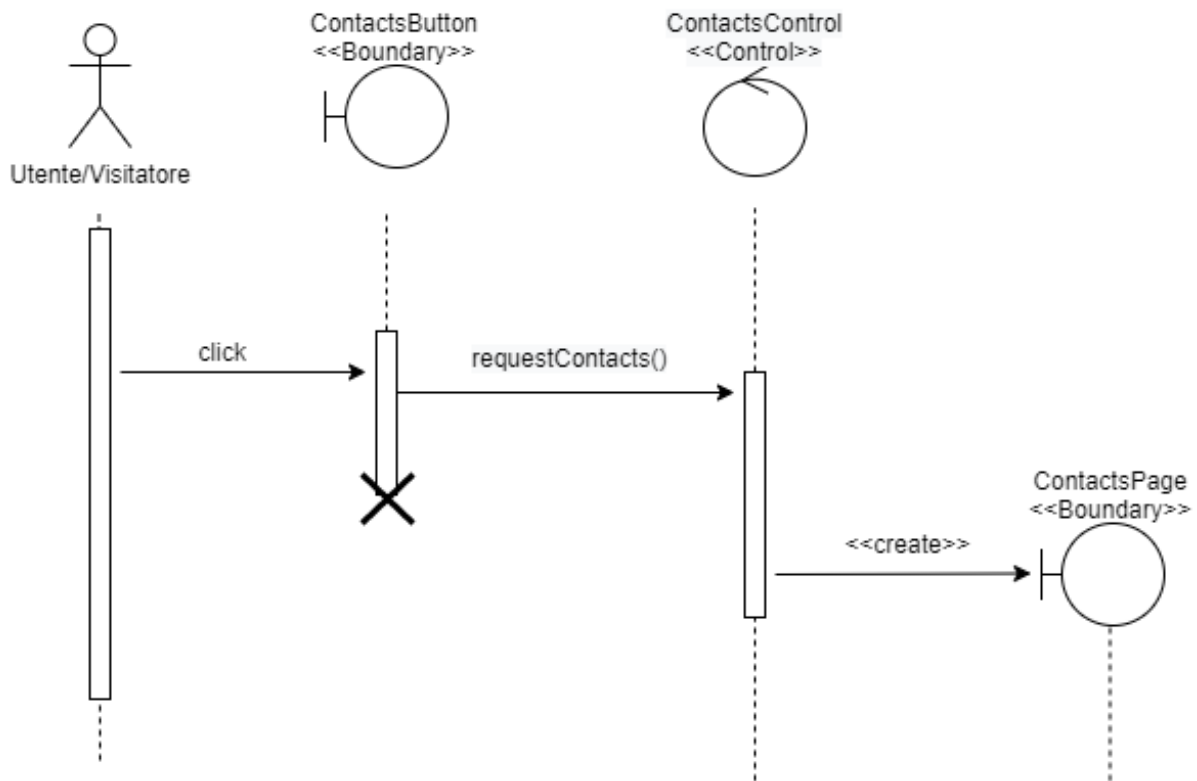 ContactsButton
<<Boundary>>
ContactsControl
<<Control>>
Utente/Visitatore
click
requestContacts()
ContactsPage
<<Boundary>>
<<create>>